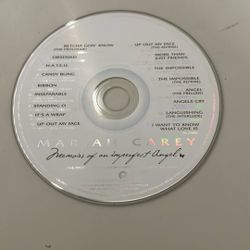 BETCHA GON' KNOW
(THE PROLOGUE)
OBSESSED
H.A.T.E.U.
CANDY BLING
RIBBON
INSEPARABLE
STANDING O
IT'S A WRAP
UP OUT MY FACE
UP OUT MY FACE
(THE REPRISE)
MORE THAN
JUST FRIENDS
THE IMPOSSIBLE
THE IMPOSSIBLE
(THE REPRISE)
ANGEL
(THE PRELUDE)
ANGELS CRY
LANGUISHING
(THE INTERLUDE)
I WANT TO KNOW
WHAT LOVE IS
MARIAH CAREY
Memoirs of an imperfect Angel